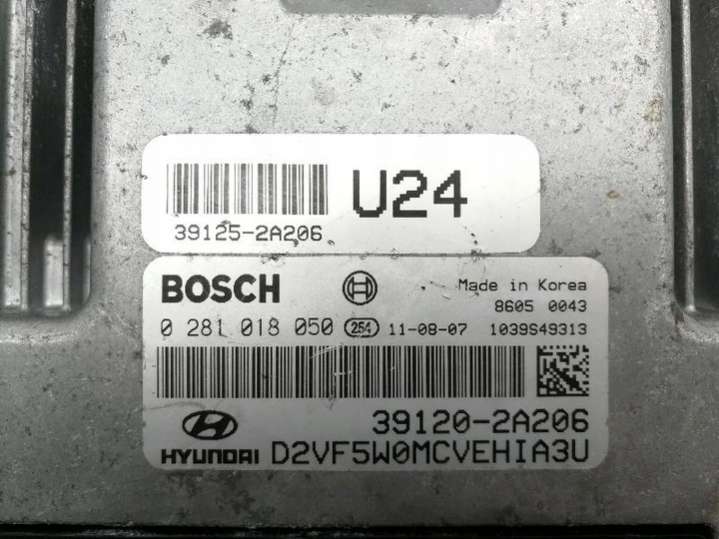 U24
39125-2A206
BOSCH
Made in Korea
8605 0043
0 281 018 050 254 11-08-07 1039S49313
39120-2A206
HYUNDAI D2VF5W0MCVEHIA3U